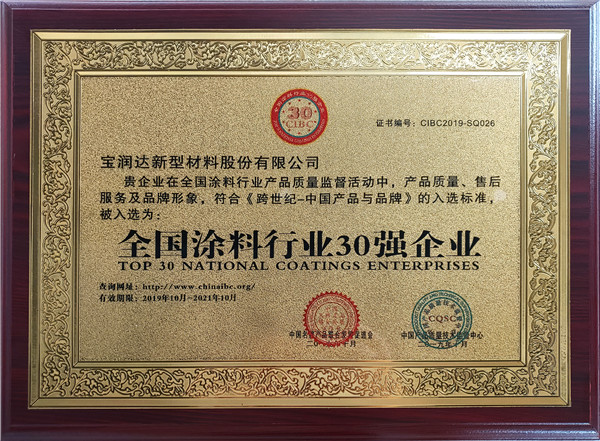 30
CIBC
证书编号：CIBC2019-SQ026
宝润达新型材料股份有限公司
贵企业在全国涂料行业产品质量监督活动中，产品质量、售后
服务及品牌形象，符合《跨世纪-中国产品与品牌》的入选标准，
被入选为：
全国涂料行业30强企业
TOP 30 NATIONAL COATINGS ENTERPRISES
查询网址：http://www.chinaibc.org/
有效期限：2019年10月-2021年10月
CQSC